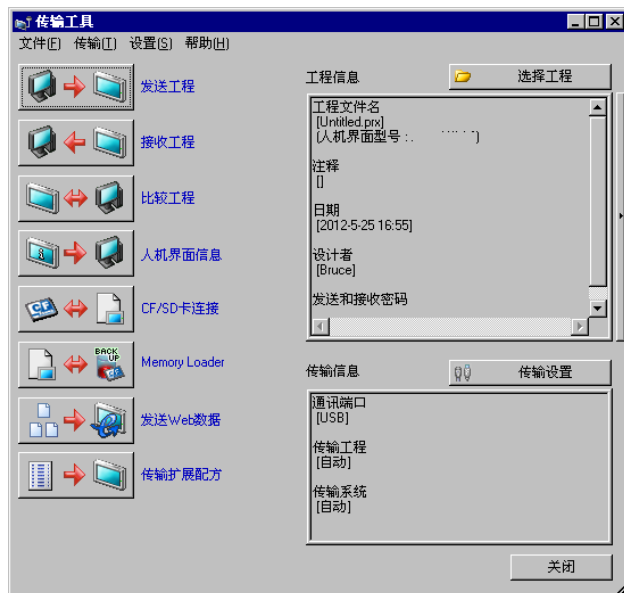 传输工具
文件(F) 传输(T) 设置(S) 帮助(H)
发送工程
接收工程
比较工程
人机界面信息
CF/SD卡连接
BACK
UP
Memory Loader
发送Web数据
传输扩展配方
工程信息
选择工程
工程文件名
[Untitled.prx]
(人机界面型号:. )
注释
[]
日期
[2012-5-25 16:55]
设计者
[Bruce]
发送和接收密码
传输信息
传输设置
通讯端口
[USB]
传输工程
[自动]
传输系统
[自动]
关闭